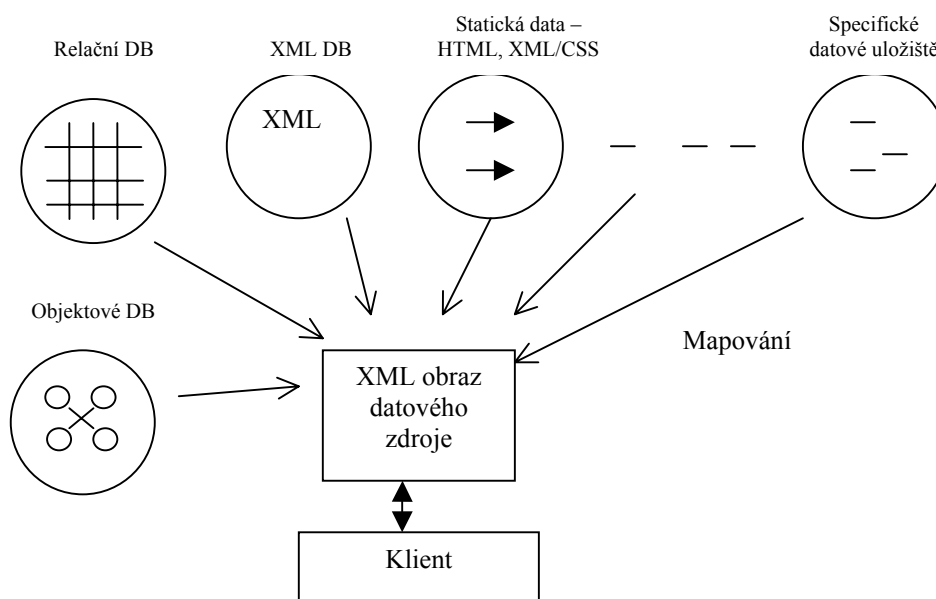 Relační DB
XML DB
Statická data –
HTML, XML/CSS
Specifické
datové uložiště
XML
Objektové DB
Mapování
XML obraz
datového
zdroje
Klient